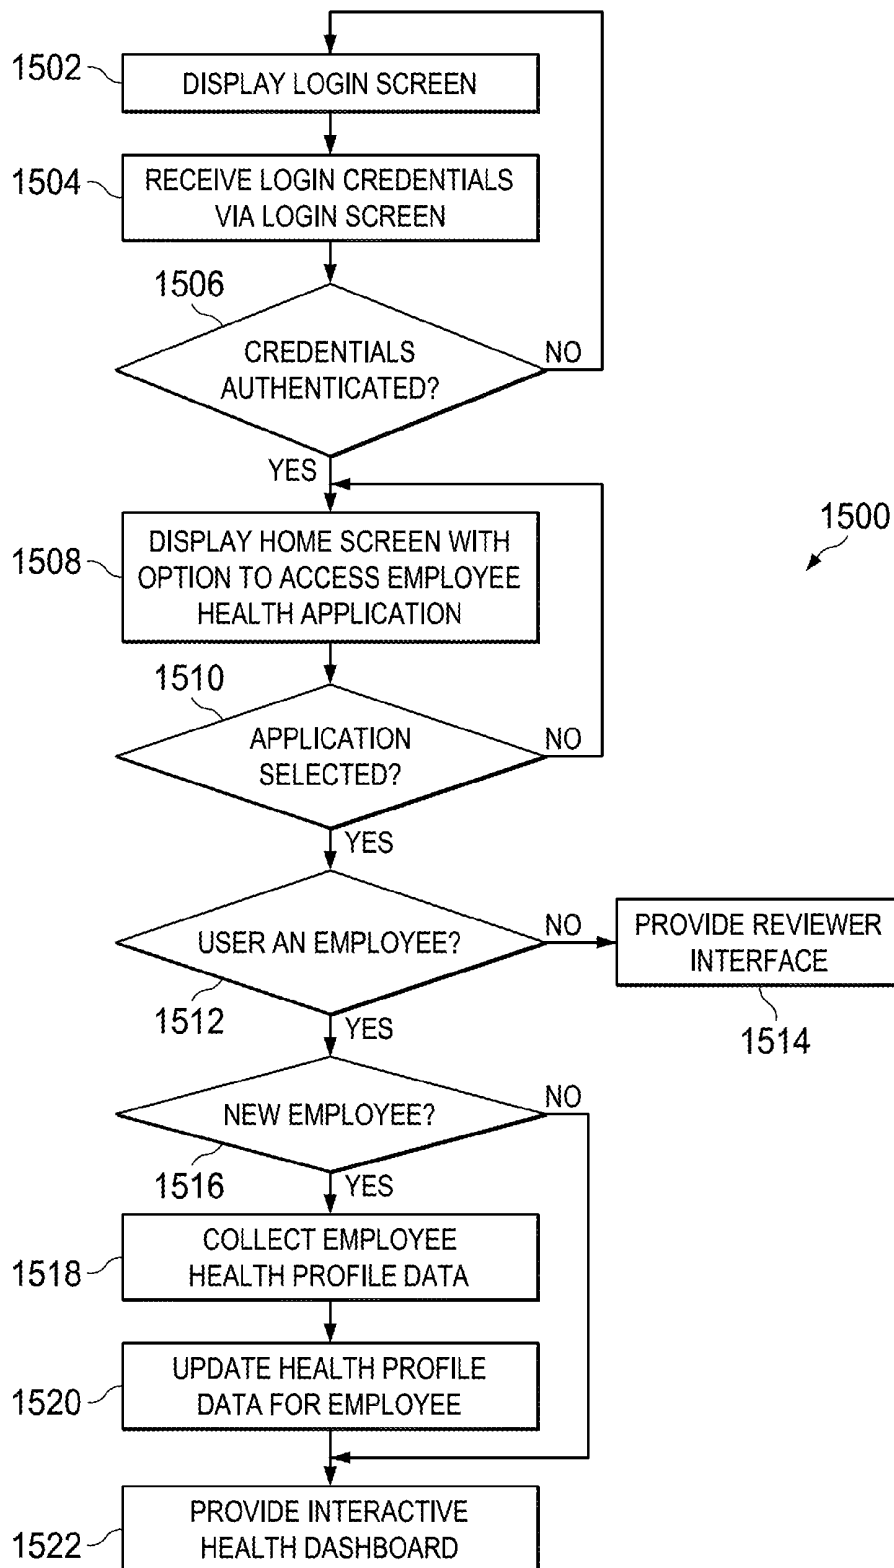 1502
DISPLAY LOGIN SCREEN
1504
RECEIVE LOGIN CREDENTIALS
VIA LOGIN SCREEN
1506
CREDENTIALS
AUTHENTICATED?
NO
YES
1500
1508
DISPLAY HOME SCREEN WITH
OPTION TO ACCESS EMPLOYEE
HEALTH APPLICATION
1510
APPLICATION
SELECTED?
NO
YES
USER AN EMPLOYEE?
NO
1512
YES
PROVIDE REVIEWER
INTERFACE
1514
NEW EMPLOYEE?
NO
1516
YES
1518
COLLECT EMPLOYEE
HEALTH PROFILE DATA
1520
UPDATE HEALTH PROFILE
DATA FOR EMPLOYEE
1522
PROVIDE INTERACTIVE
HEALTH DASHBOARD